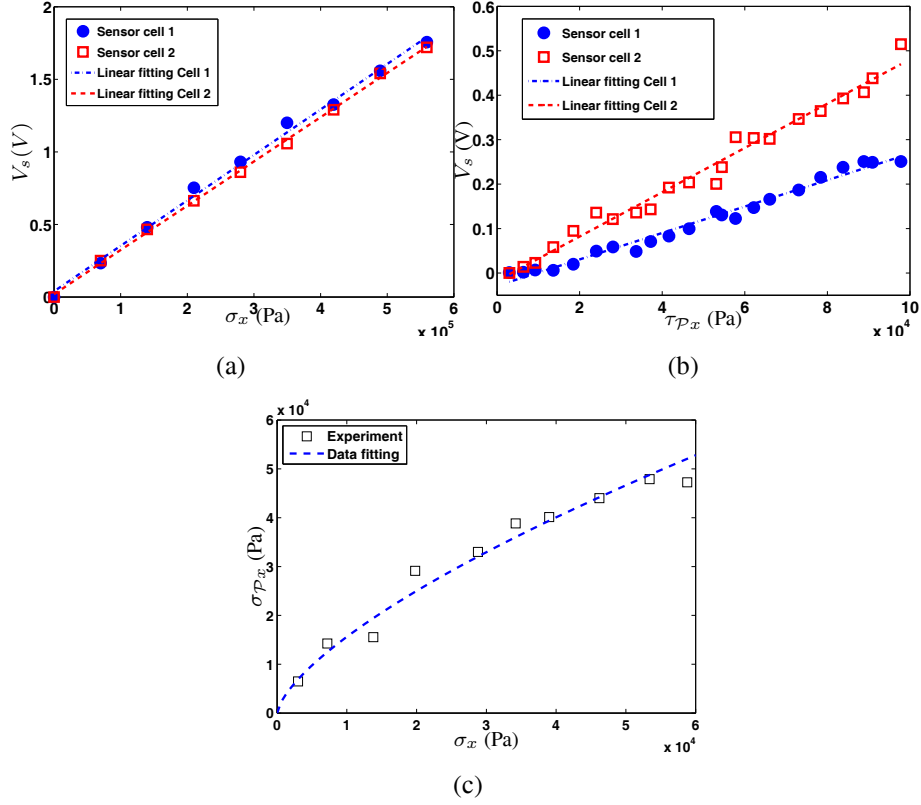 Sensor cell 1
Sensor cell 2
Linear fitting Cell 1
Linear fitting Cell 2
2
1.5
1
0.5
0
V_s (V)
0 1 2 3 4 5 6
σ_x (Pa)
x 10^5
(a)
Sensor cell 1
Sensor cell 2
Linear fitting Cell 1
Linear fitting Cell 2
0.6
0.5
0.4
0.3
0.2
0.1
0
V_s (V)
0 2 4 6 8 10
τ_𝒫x (Pa)
x 10^4
(b)
x 10^4
Experiment
Data fitting
6
5
4
3
2
1
0
σ_𝒫x (Pa)
0 1 2 3 4 5 6
σ_x (Pa)
x 10^4
(c)